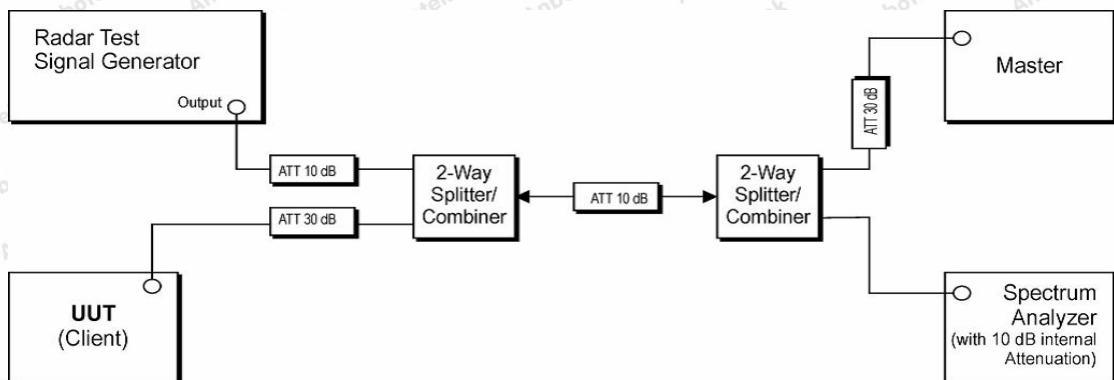 Radar Test
Signal Generator
Output
ATT 10 dB
ATT 30 dB
UUT
(Client)
2-Way
Splitter/
Combiner
ATT 10 dB
2-Way
Splitter/
Combiner
ATT 30 dB
Master
Spectrum
Analyzer
(with 10 dB internal
Attenuation)